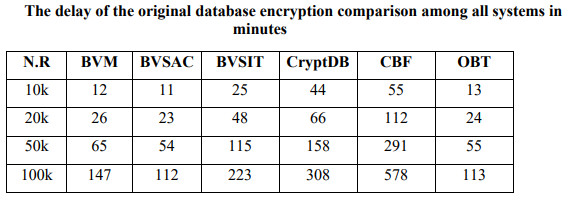 The delay of the original database encryption comparison among all systems in
minutes
N.R BVM BVSAC BVSIT CryptDB CBF OBT
10k 12 11 25 44 55 13
20k 26 23 48 66 112 24
50k 65 54 115 158 291 55
100k 147 112 223 308 578 113